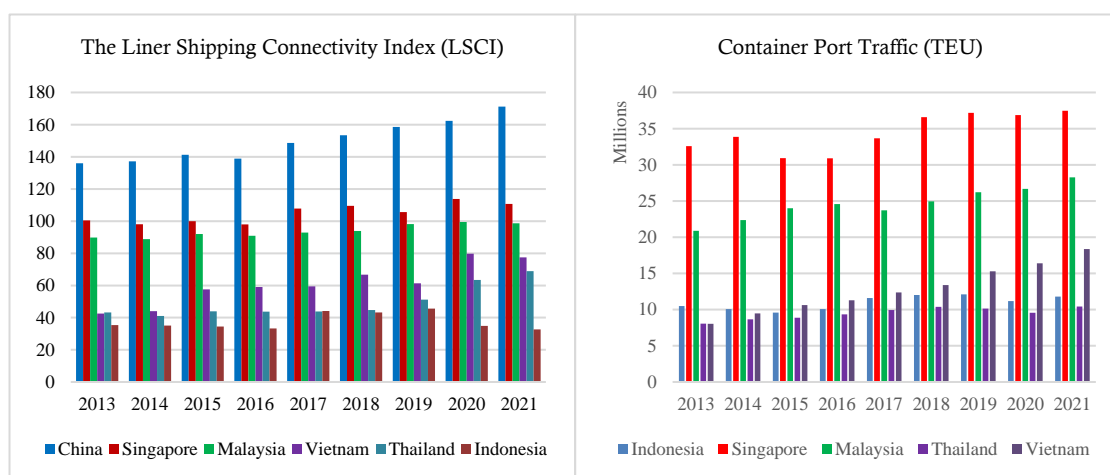 The Liner Shipping Connectivity Index (LSCI)
180
160
140
120
100
80
60
40
20
0
2013 2014 2015 2016 2017 2018 2019 2020 2021
China Singapore Malaysia Vietnam Thailand Indonesia
Container Port Traffic (TEU)
Millions
40
35
30
25
20
15
10
5
0
2013 2014 2015 2016 2017 2018 2019 2020 2021
Indonesia Singapore Malaysia Thailand Vietnam